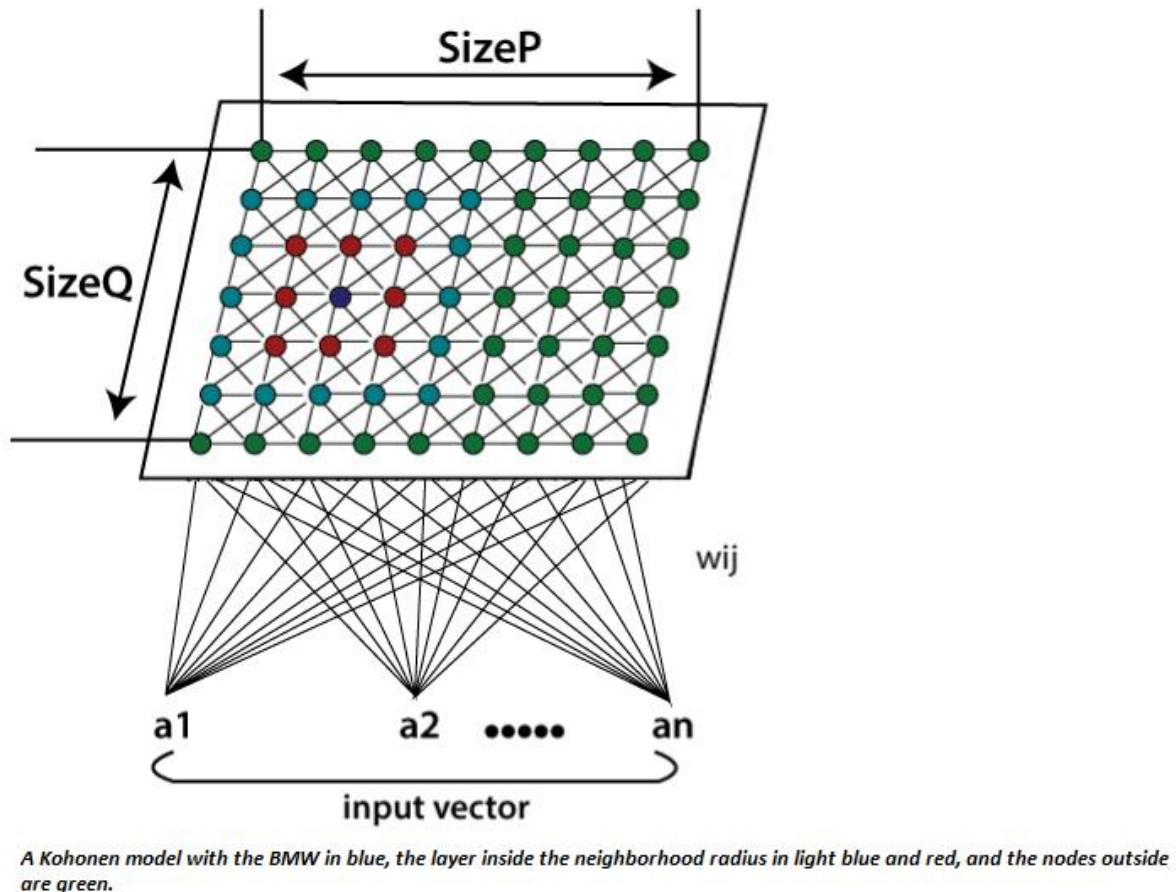 SizeP
SizeQ
wij
a1 a2 ••••• an
input vector
A Kohonen model with the BMW in blue, the layer inside the neighborhood radius in light blue and red, and the nodes outside
are green.